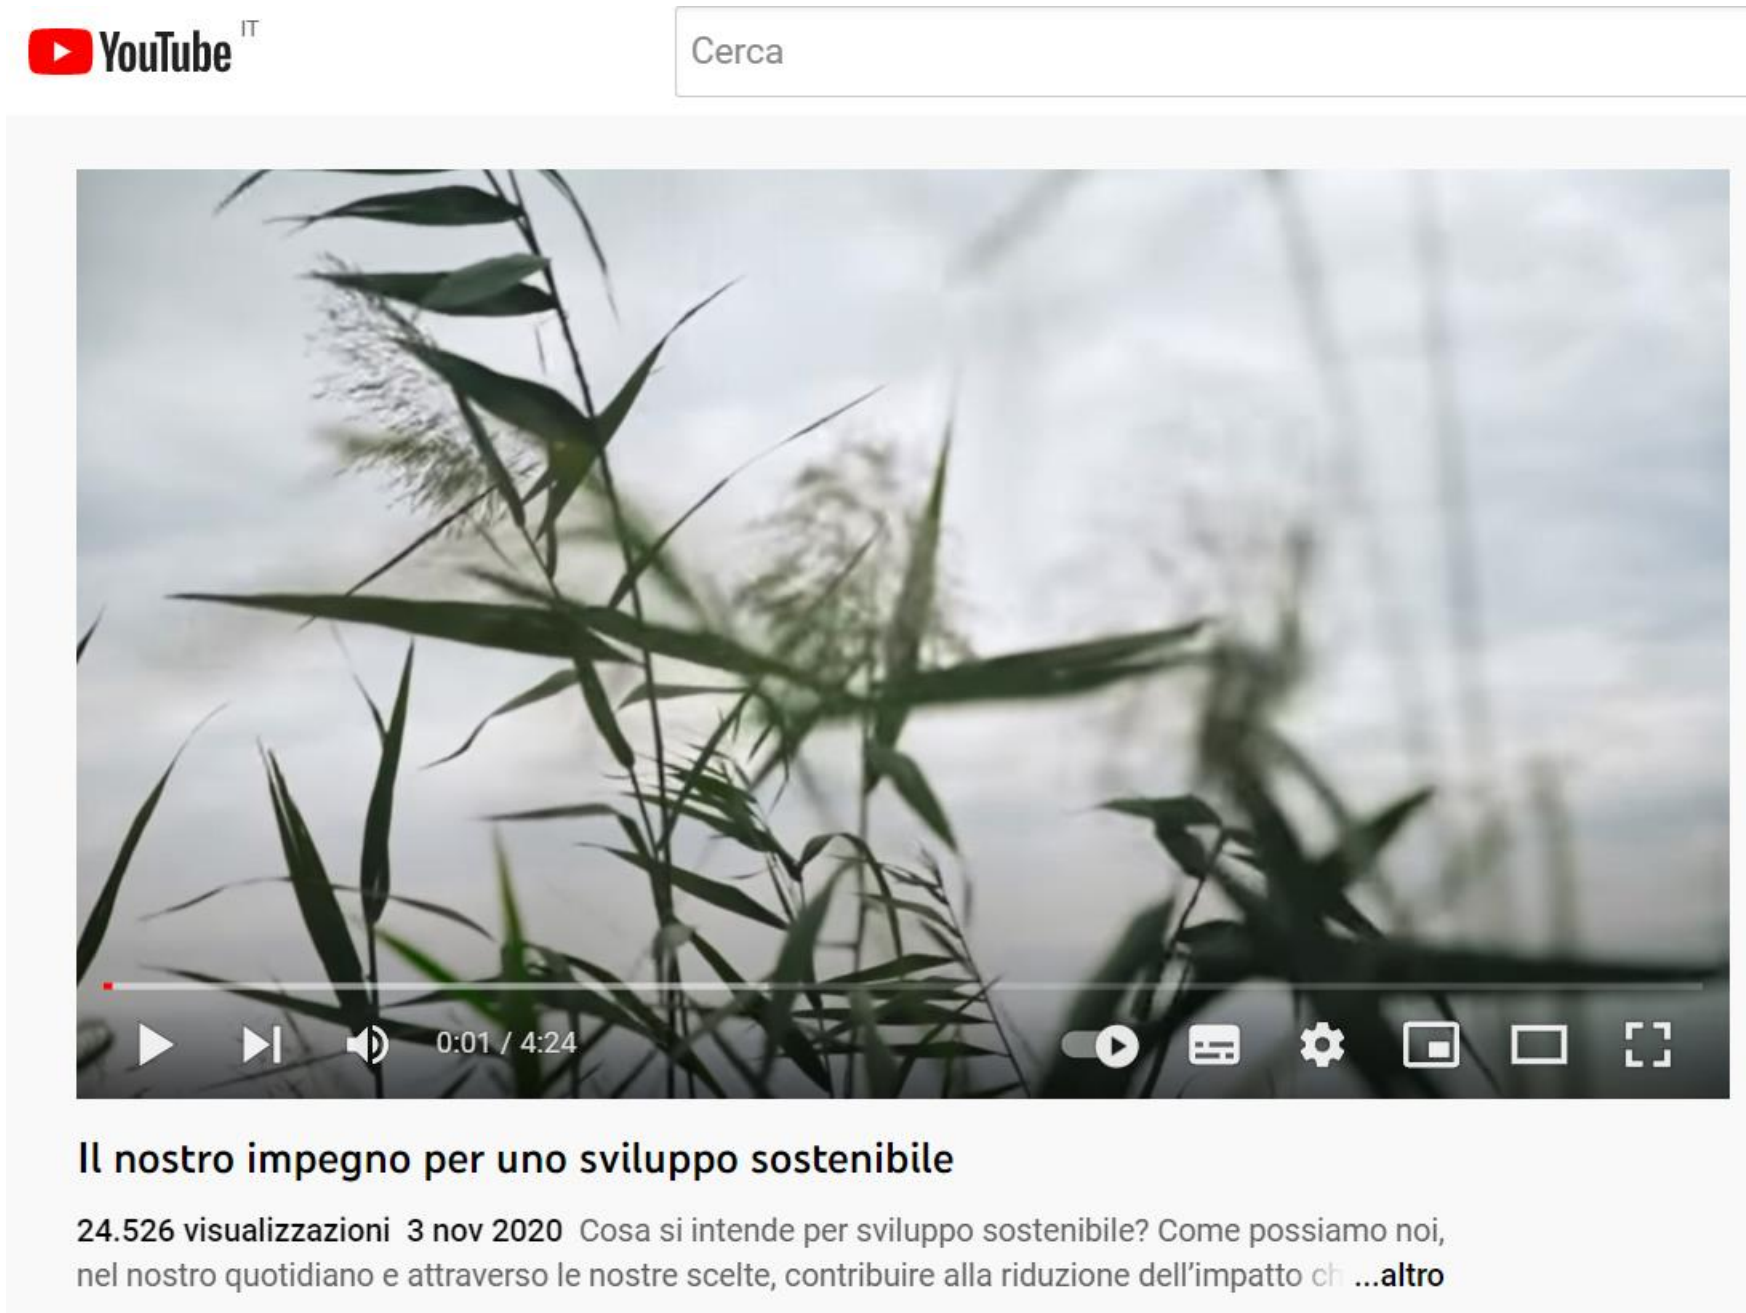 YouTube IT
Cerca
0:01 / 4:24
Il nostro impegno per uno sviluppo sostenibile
24.526 visualizzazioni 3 nov 2020 Cosa si intende per sviluppo sostenibile? Come possiamo noi,
nel nostro quotidiano e attraverso le nostre scelte, contribuire alla riduzione dell'impatto ch ...altro